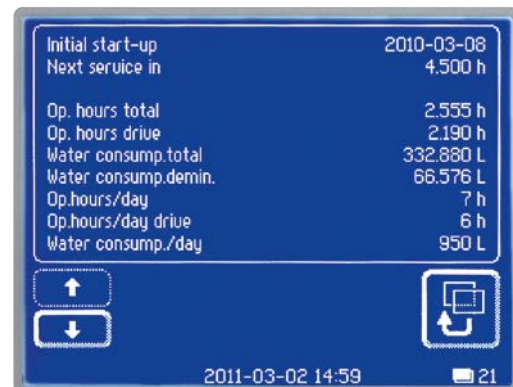 Initial start-up 2010-03-08
Next service in 4.500 h
Op. hours total 2.555 h
Op. hours drive 2.190 h
Water consump.total 332.880 L
Water consump.demin. 66.576 L
Op.hours/day 7 h
Op.hours/day drive 6 h
Water consump./day 950 L
2011-03-02 14:59 21